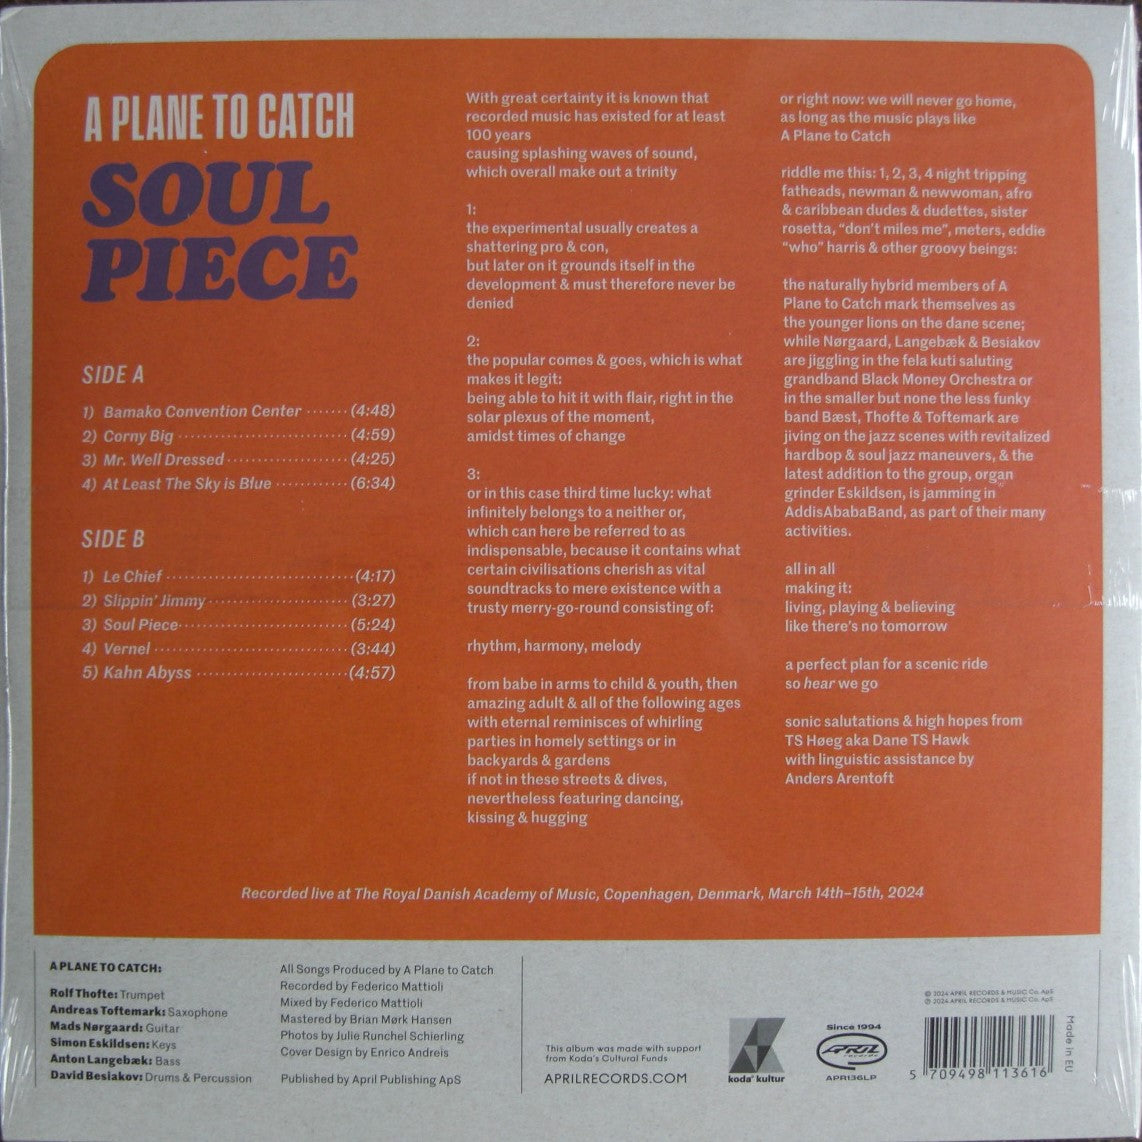 A PLANE TO CATCH
SOUL
PIECE
SIDE A
1) Bamako Convention Center ······· (4:48)
2) Corny Big ···························· (4:59)
3) Mr. Well Dressed ···················· (4:25)
4) At Least The Sky is Blue ············ (6:34)
SIDE B
1) Le Chief ······························· (4:17)
2) Slippin' Jimmy ························ (3:27)
3) Soul Piece ····························· (5:24)
4) Vernel ································· (3:44)
5) Kahn Abyss ··························· (4:57)
With great certainty it is known that
recorded music has existed for at least
100 years
causing splashing waves of sound,
which overall make out a trinity
1:
the experimental usually creates a
shattering pro & con,
but later on it grounds itself in the
development & must therefore never be
denied
2:
the popular comes & goes, which is what
makes it legit:
being able to hit it with flair, right in the
solar plexus of the moment,
amidst times of change
3:
or in this case third time lucky: what
infinitely belongs to a neither or,
which can here be referred to as
indispensable, because it contains what
certain civilisations cherish as vital
soundtracks to mere existence with a
trusty merry-go-round consisting of:
rhythm, harmony, melody
from babe in arms to child & youth, then
amazing adult & all of the following ages
with eternal reminisces of whirling
parties in homely settings or in
backyards & gardens
if not in these streets & dives,
nevertheless featuring dancing,
kissing & hugging
or right now: we will never go home,
as long as the music plays like
A Plane to Catch
riddle me this: 1, 2, 3, 4 night tripping
fatheads, newman & newwoman, afro
& caribbean dudes & dudettes, sister
rosetta, "don't miles me", meters, eddie
"who" harris & other groovy beings:
the naturally hybrid members of A
Plane to Catch mark themselves as
the younger lions on the dane scene;
while Nørgaard, Langebæk & Besiakov
are jiggling in the fela kuti saluting
grandband Black Money Orchestra or
in the smaller but none the less funky
band Bæst, Thofte & Toftemark are
jiving on the jazz scenes with revitalized
hardbop & soul jazz maneuvers, & the
latest addition to the group, organ
grinder Eskildsen, is jamming in
AddisAbabaBand, as part of their many
activities.
all in all
making it:
living, playing & believing
like there's no tomorrow
a perfect plan for a scenic ride
so hear we go
sonic salutations & high hopes from
TS Høeg aka Dane TS Hawk
with linguistic assistance by
Anders Arentoft
Recorded live at The Royal Danish Academy of Music, Copenhagen, Denmark, March 14th–15th, 2024
A PLANE TO CATCH:
Rolf Thofte: Trumpet
Andreas Toftemark: Saxophone
Mads Nørgaard: Guitar
Simon Eskildsen: Keys
Anton Langebæk: Bass
David Besiakov: Drums & Percussion
All Songs Produced by A Plane to Catch
Recorded by Federico Mattioli
Mixed by Federico Mattioli
Mastered by Brian Mørk Hansen
Photos by Julie Runchel Schierling
Cover Design by Enrico Andreis
Published by April Publishing ApS
This album was made with support
from Koda's Cultural Funds
APRILRECORDS.COM
koda® kultur
Since 1994
APRIL
records
APR136LP
© 2024 APRIL RECORDS & MUSIC Co. ApS
℗ 2024 APRIL RECORDS & MUSIC Co. ApS
5 709498 113616
Made in EU